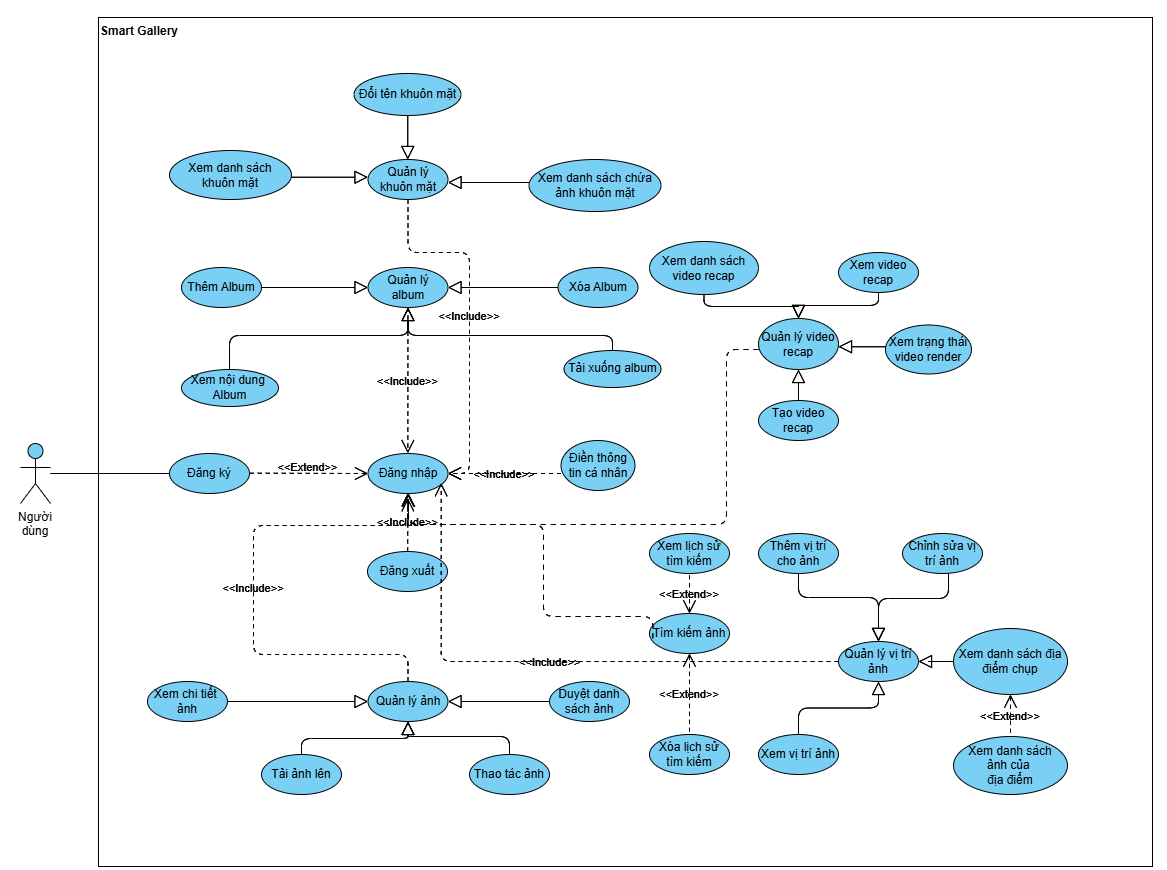 Smart Gallery
Đổi tên khuôn mặt
Xem danh sách
khuôn mặt
Quản lý
khuôn mặt
Xem danh sách chứa
ảnh khuôn mặt
Thêm Album
Quản lý
album
Xóa Album
<<Include>>
Xem nội dung
Album
<<Include>>
Tải xuống album
Xem danh sách
video recap
Xem video
recap
Quản lý video
recap
Xem trạng thái
video render
Tạo video
recap
Người
dùng
Đăng ký
<<Extend>>
Đăng nhập
<<Include>>
Điền thông
tin cá nhân
<<Include>>
Đăng xuất
<<Include>>
Xem lịch sử
tìm kiếm
<<Extend>>
Tìm kiếm ảnh
<<Include>>
<<Extend>>
Xóa lịch sử
tìm kiếm
Thêm vị trí
cho ảnh
Chỉnh sửa vị
trí ảnh
Quản lý vị trí
ảnh
Xem danh sách địa
điểm chụp
<<Extend>>
Xem vị trí ảnh
Xem danh sách
ảnh của
địa điểm
Xem chi tiết
ảnh
Quản lý ảnh
Duyệt danh
sách ảnh
Tải ảnh lên
Thao tác ảnh